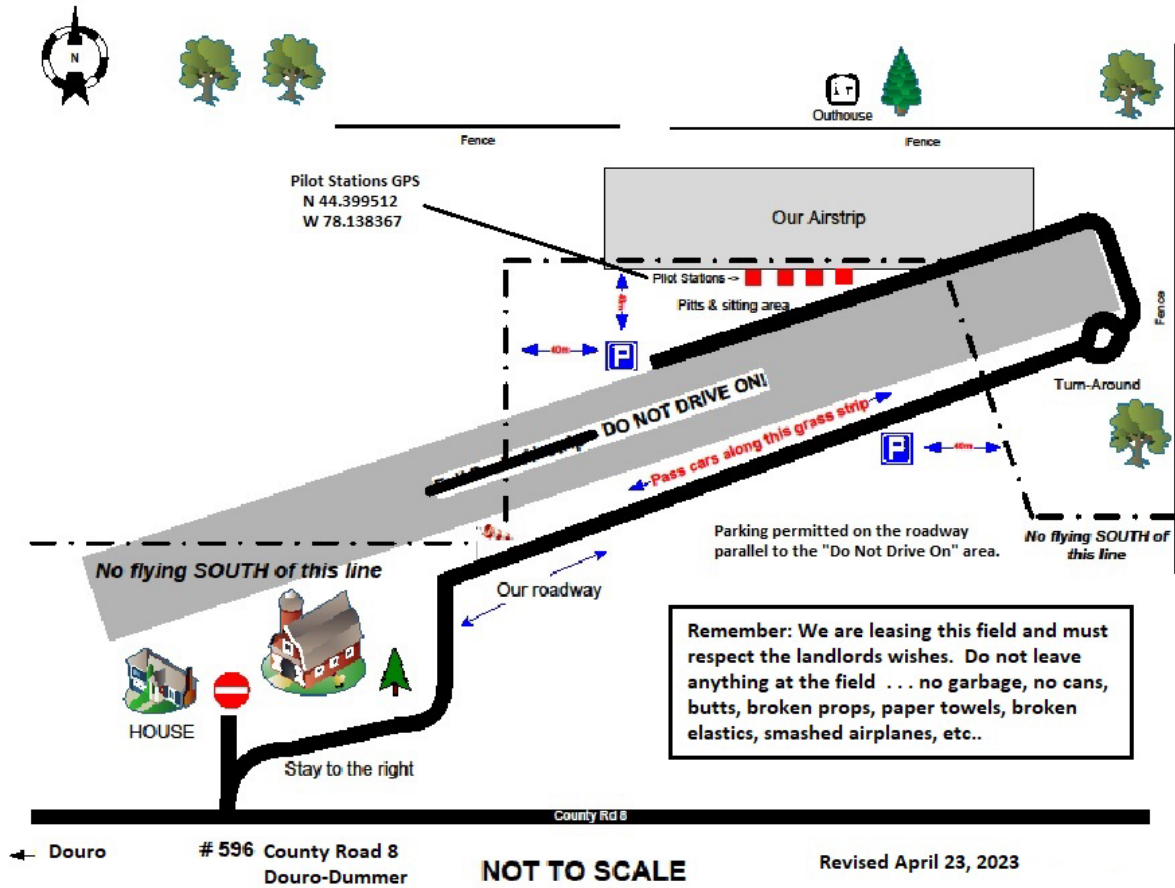 N
Outhouse
Fence
Fence
Pilot Stations GPS
N 44.399512
W 78.138367
Our Airstrip
Pilot Stations ->
Pitts & sitting area
40m
40m
P
Fence
DO NOT DRIVE ON!
Turn-Around
Pass cars along this grass strip
P
40m
Parking permitted on the roadway
parallel to the "Do Not Drive On" area.
No flying SOUTH of
this line
No flying SOUTH of this line
Our roadway
Remember: We are leasing this field and must
respect the landlords wishes. Do not leave
anything at the field . . . no garbage, no cans,
butts, broken props, paper towels, broken
elastics, smashed airplanes, etc..
HOUSE
Stay to the right
County Rd 8
Douro
# 596 County Road 8
Douro-Dummer
NOT TO SCALE
Revised April 23, 2023